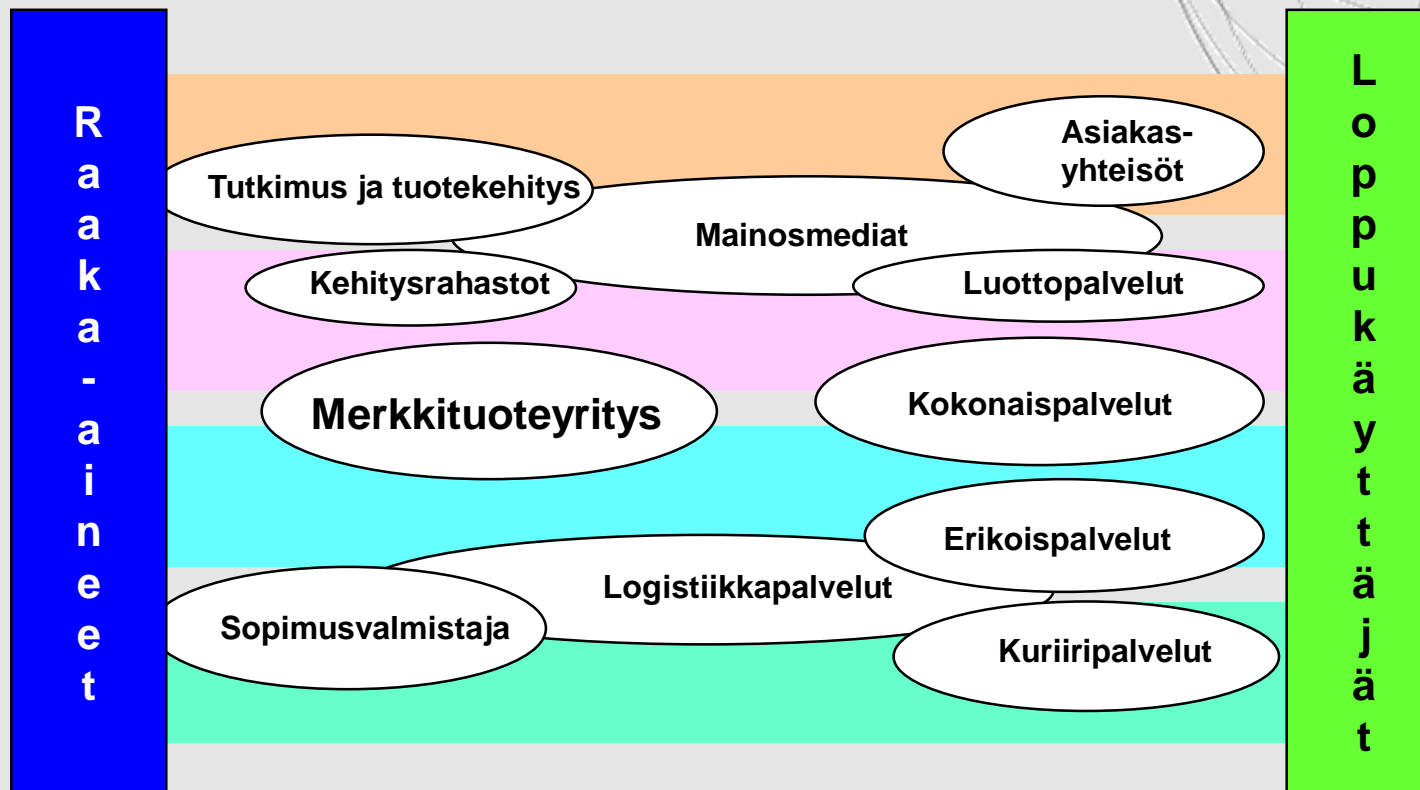 Raaka-aineet
Asiakas-
yhteisöt
Tutkimus ja tuotekehitys
Mainosmediat
Kehitysrahastot
Luottopalvelut
Merkkituoteyritys
Kokonaispalvelut
Erikoispalvelut
Logistiikkapalvelut
Sopimusvalmistaja
Kuriiripalvelut
Loppukäyttäjät